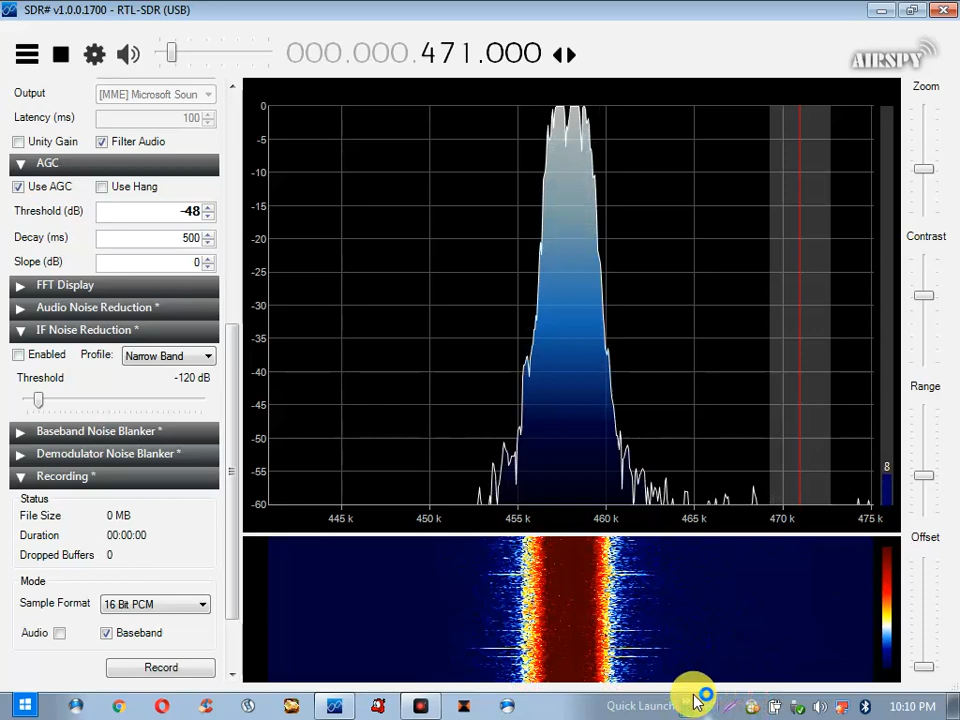 SDR# v1.0.0.1700 - RTL-SDR (USB)
000.000.471.000
AIRSPY
Output [MME] Microsoft Soun
Latency (ms) 100
Unity Gain Filter Audio
AGC
Use AGC Use Hang
Threshold (dB) -48
Decay (ms) 500
Slope (dB) 0
FFT Display
Audio Noise Reduction *
IF Noise Reduction *
Enabled Profile: Narrow Band
Threshold -120 dB
Baseband Noise Blanker *
Demodulator Noise Blanker *
Recording *
Status
File Size 0 MB
Duration 00:00:00
Dropped Buffers 0
Mode
Sample Format 16 Bit PCM
Audio Baseband
Record
0
-5
-10
-15
-20
-25
-30
-35
-40
-45
-50
-55
-60
445 k 450 k 455 k 460 k 465 k 470 k 475 k
8
Zoom
Contrast
Range
Offset
Quick Launch
10:10 PM